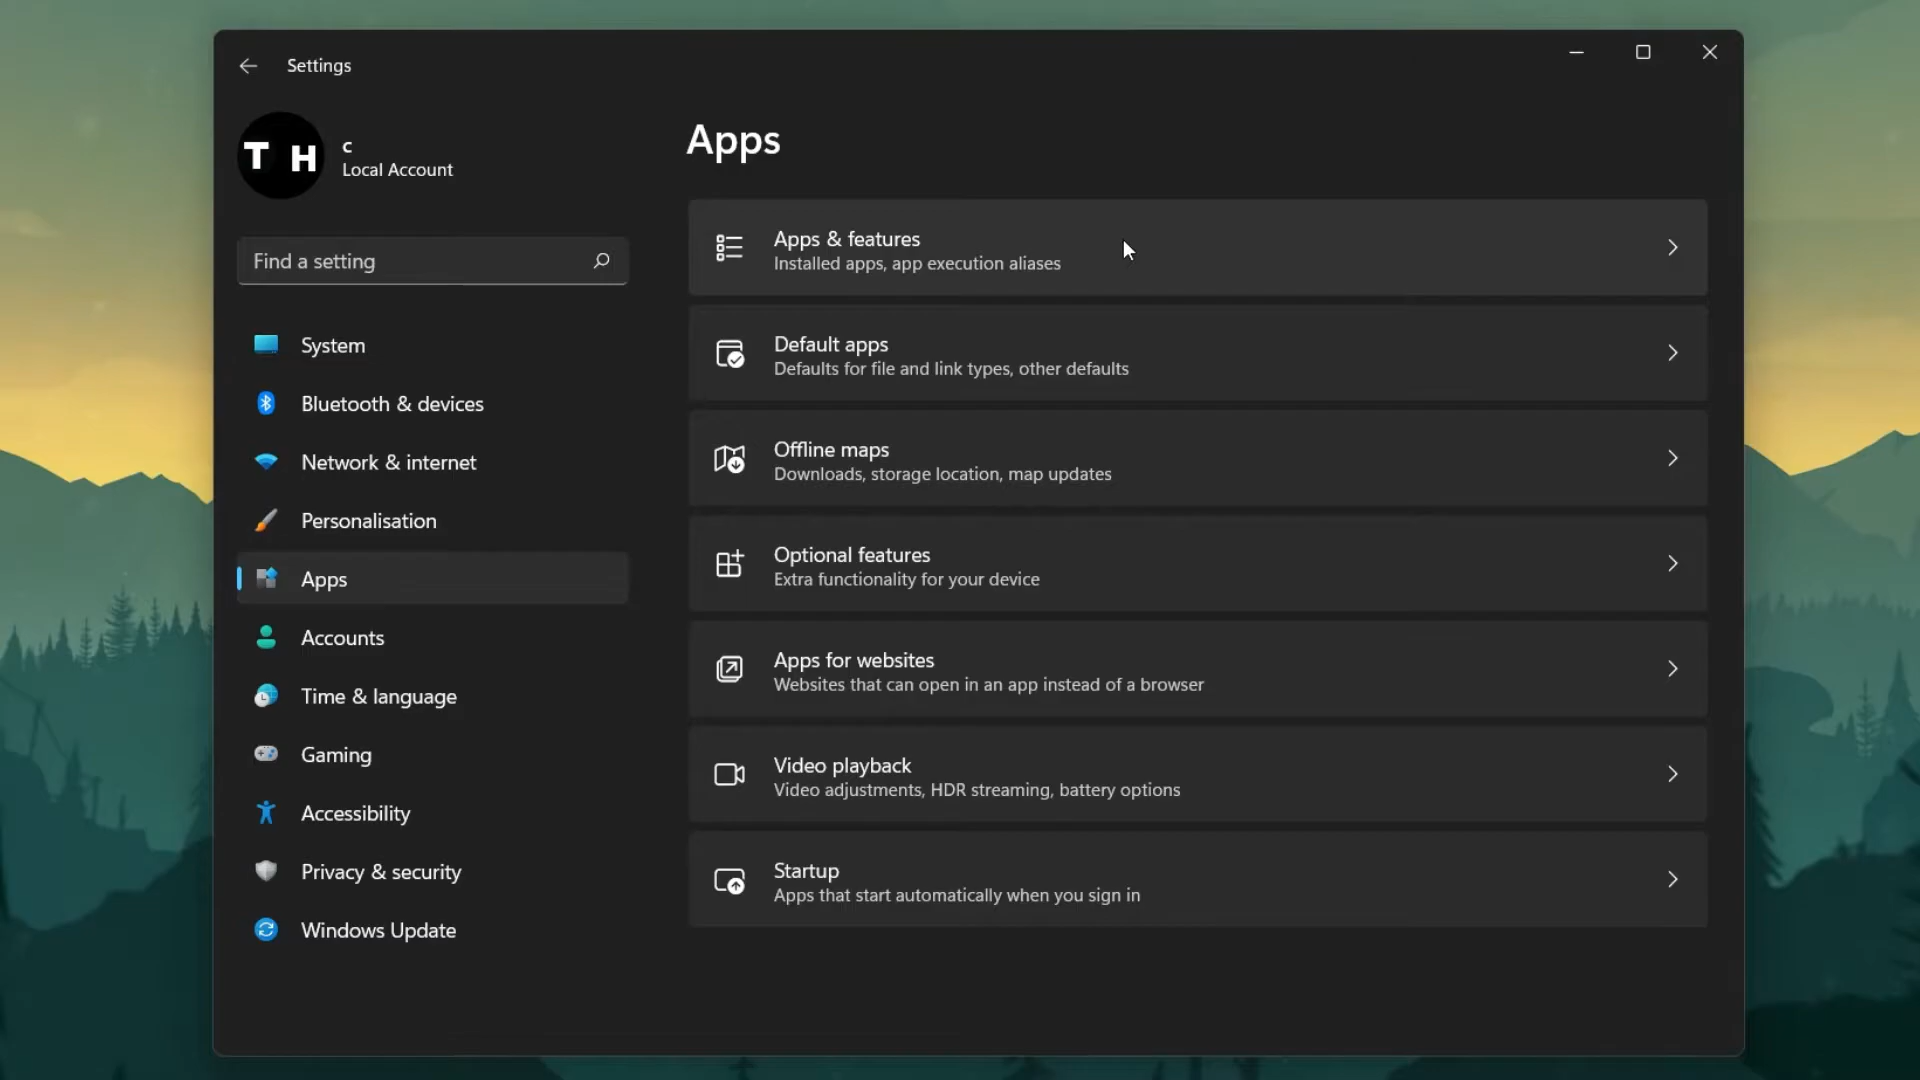 Settings
T H
c
Local Account
Find a setting
System
Bluetooth & devices
Network & internet
Personalisation
Apps
Accounts
Time & language
Gaming
Accessibility
Privacy & security
Windows Update
Apps
Apps & features
Installed apps, app execution aliases
Default apps
Defaults for file and link types, other defaults
Offline maps
Downloads, storage location, map updates
Optional features
Extra functionality for your device
Apps for websites
Websites that can open in an app instead of a browser
Video playback
Video adjustments, HDR streaming, battery options
Startup
Apps that start automatically when you sign in